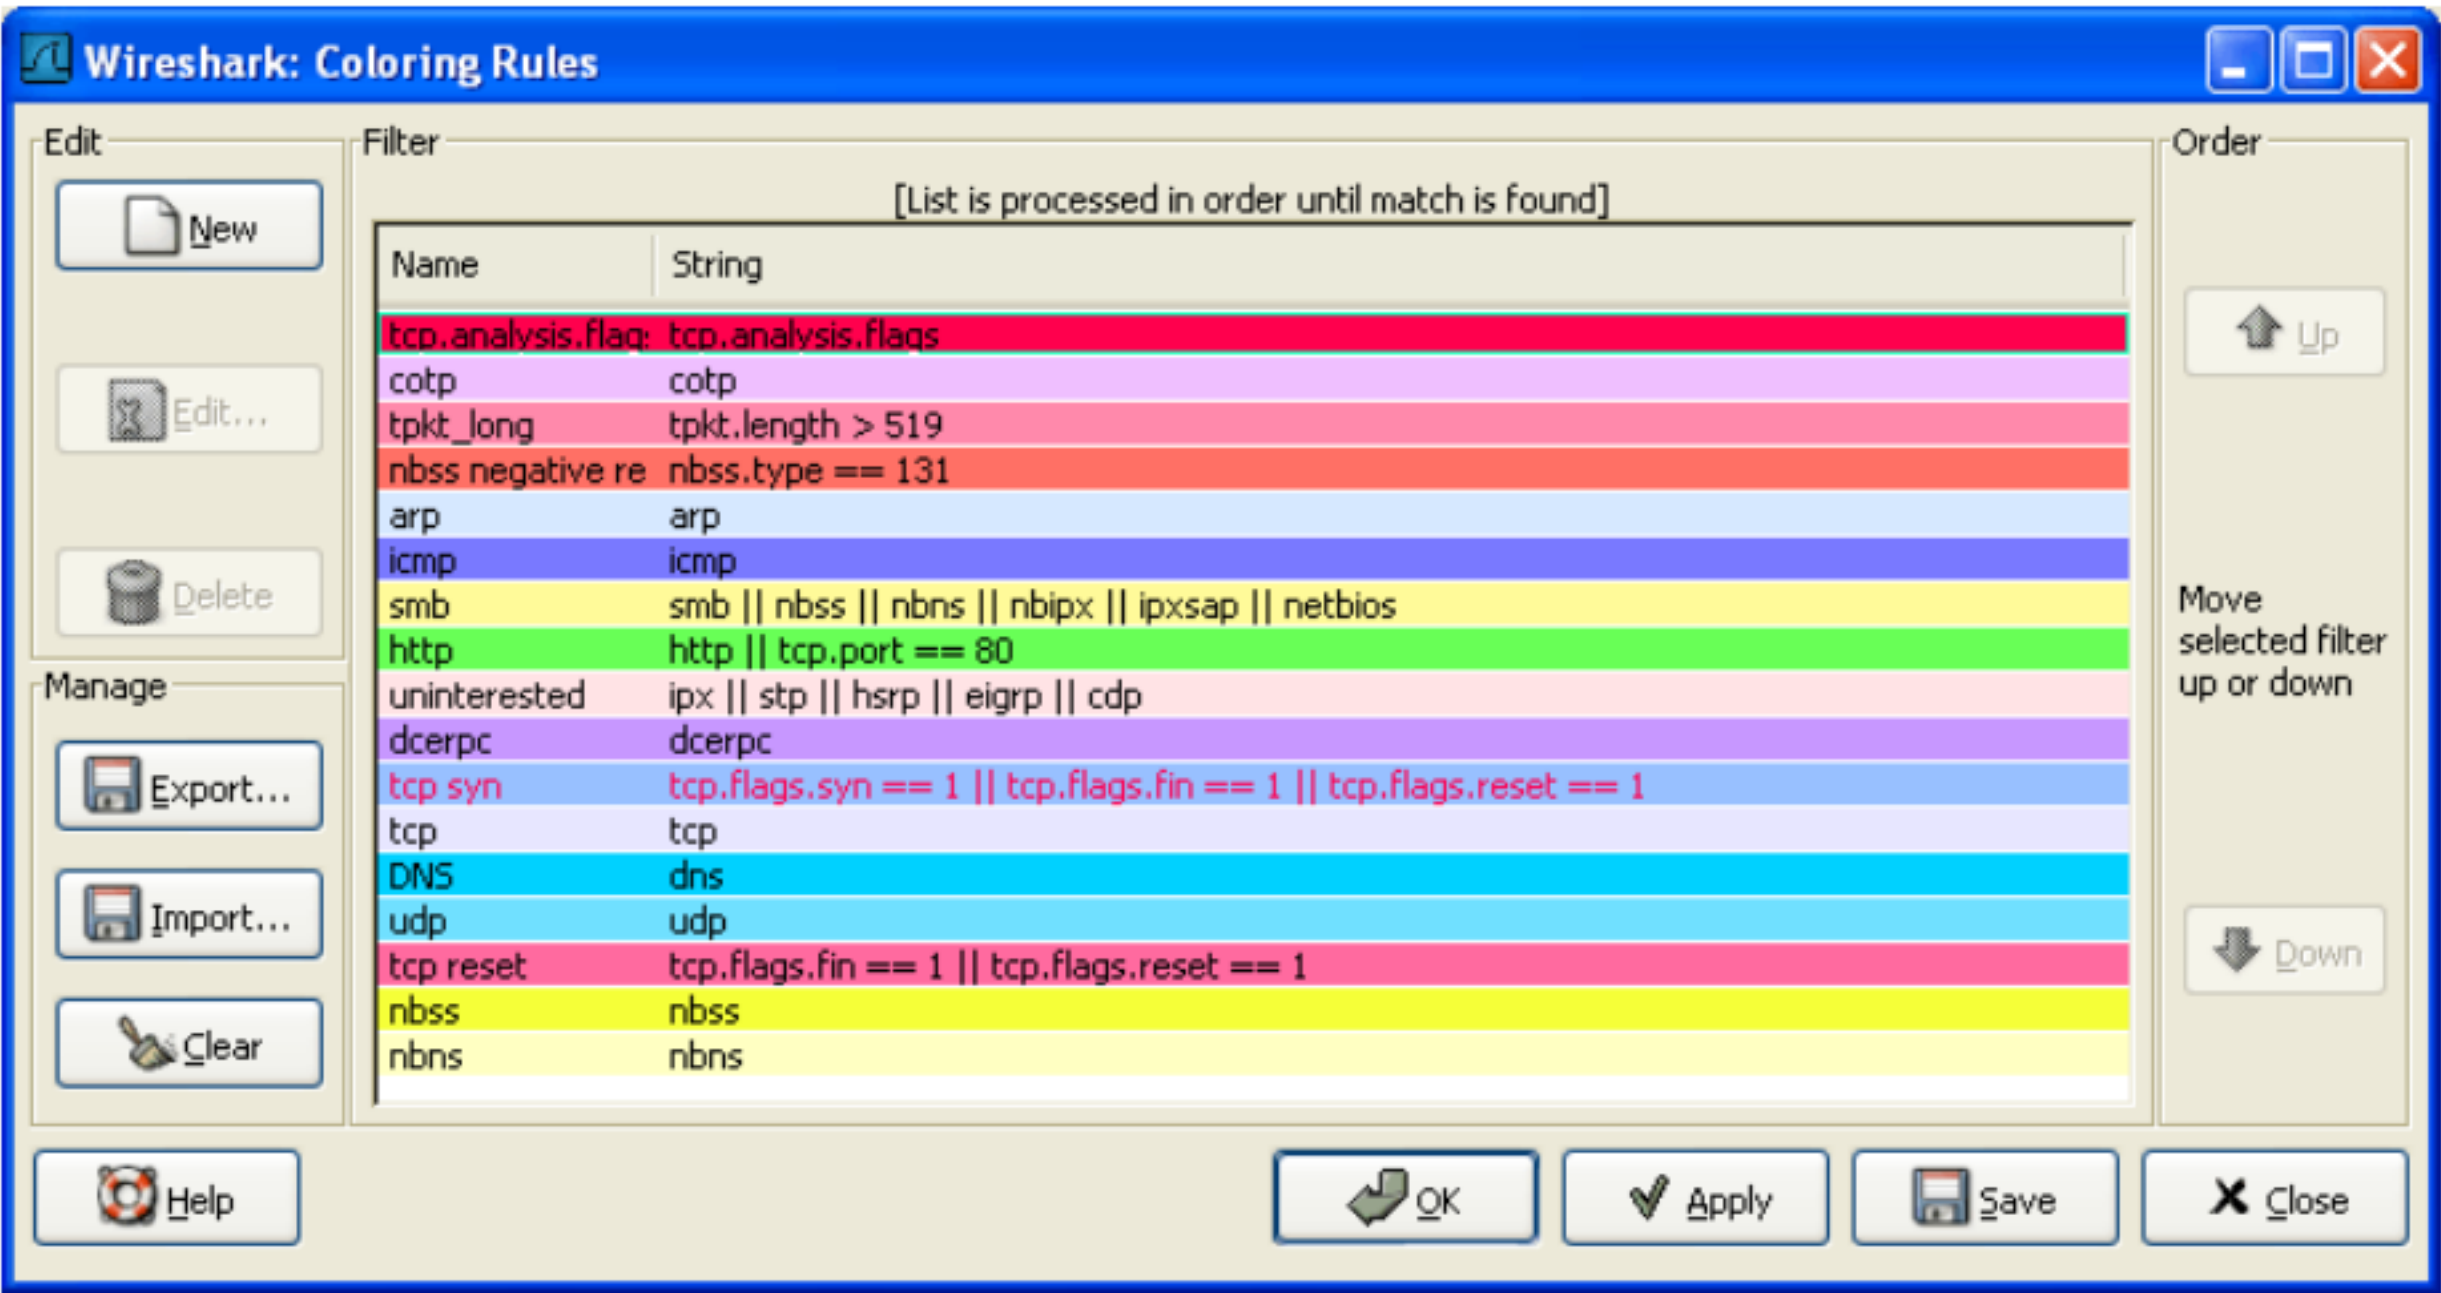 Wireshark: Coloring Rules
Edit
New
Edit...
Delete
Manage
Export...
Import...
Clear
Filter
[List is processed in order until match is found]
Name String
tcp.analysis.flag: tcp.analysis.flags
cotp cotp
tpkt_long tpkt.length > 519
nbss negative re nbss.type == 131
arp arp
icmp icmp
smb smb || nbss || nbns || nbipx || ipxsap || netbios
http http || tcp.port == 80
uninterested ipx || stp || hsrp || eigrp || cdp
dcerpc dcerpc
tcp syn tcp.flags.syn == 1 || tcp.flags.fin == 1 || tcp.flags.reset == 1
tcp tcp
DNS dns
udp udp
tcp reset tcp.flags.fin == 1 || tcp.flags.reset == 1
nbss nbss
nbns nbns
Order
Up
Move
selected filter
up or down
Down
Help
OK
Apply
Save
Close